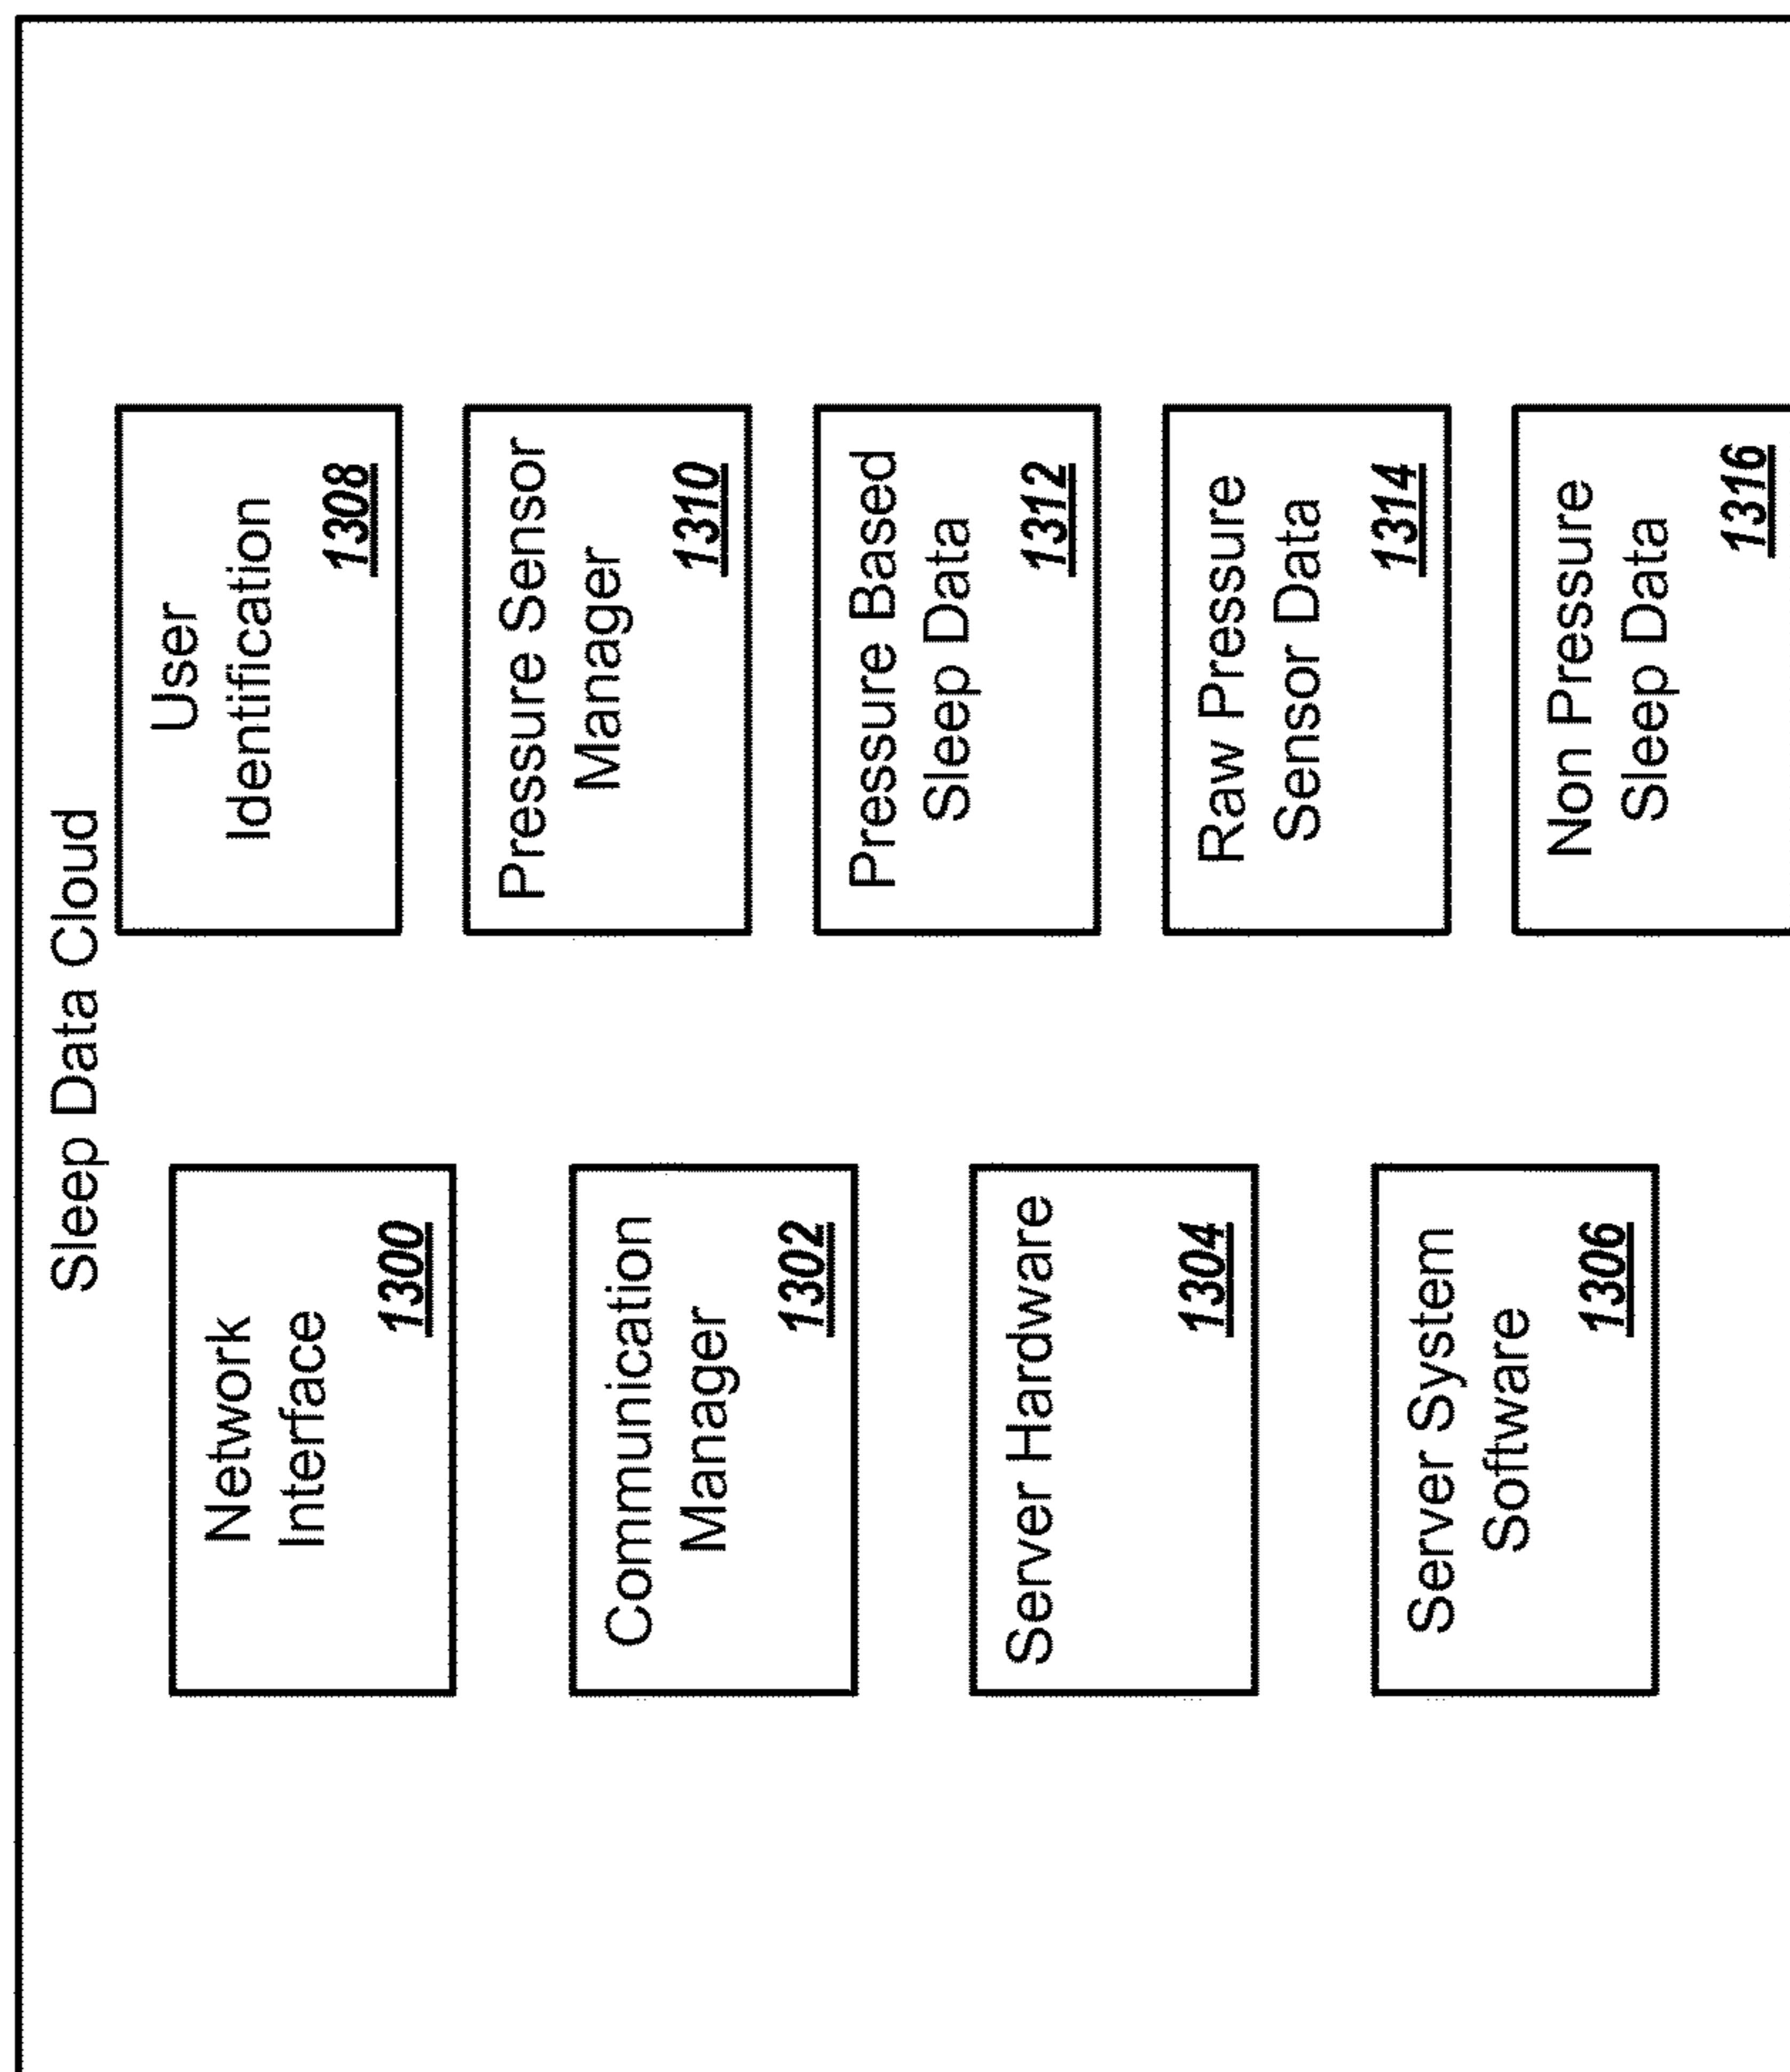 Sleep Data Cloud
Network
Interface
1300
Communication
Manager
1302
Server Hardware
1304
Server System
Software
1306
User
Identification
1308
Pressure Sensor
Manager
1310
Pressure Based
Sleep Data
1312
Raw Pressure
Sensor Data
1314
Non Pressure
Sleep Data
1316